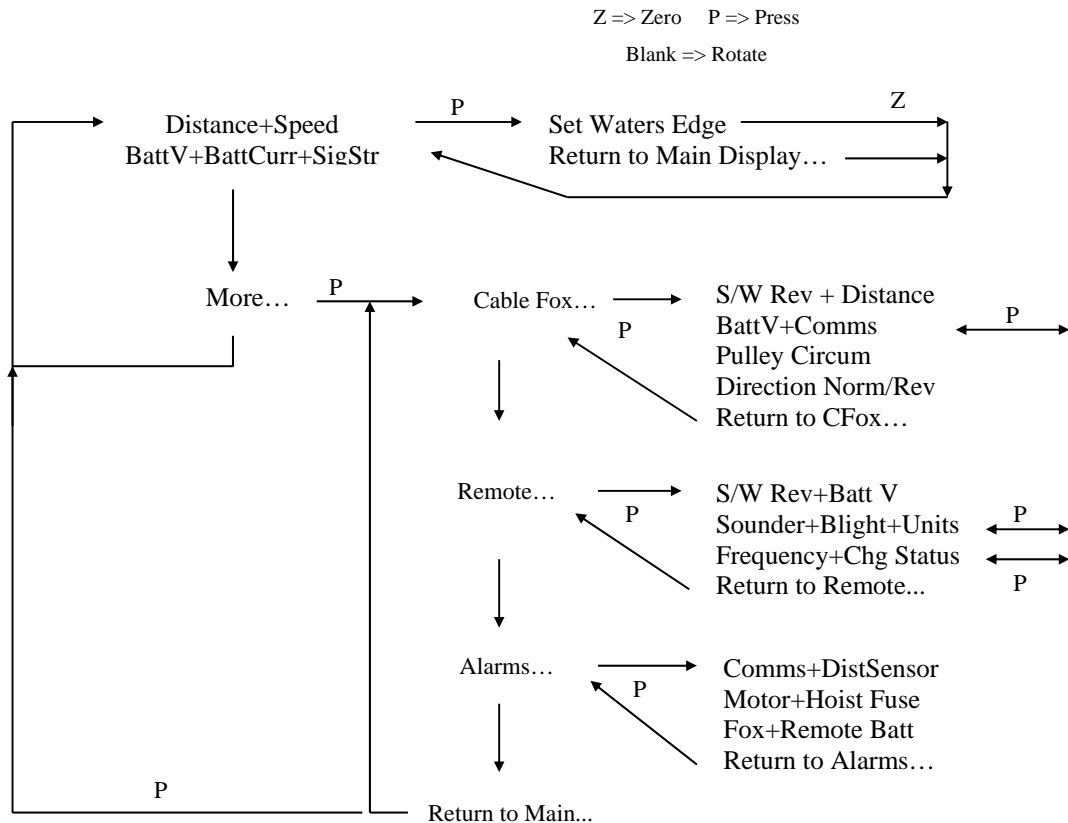 Z => Zero P => Press
Blank => Rotate
P
Z
Distance+Speed
BattV+BattCurr+SigStr
Set Waters Edge
Return to Main Display…
More…
P
Cable Fox…
P
S/W Rev + Distance
BattV+Comms
P
Pulley Circum
Direction Norm/Rev
Return to CFox…
Remote…
P
S/W Rev+Batt V
Sounder+Blight+Units
P
Frequency+Chg Status
P
Return to Remote...
Alarms…
P
Comms+DistSensor
Motor+Hoist Fuse
Fox+Remote Batt
Return to Alarms…
P
Return to Main...